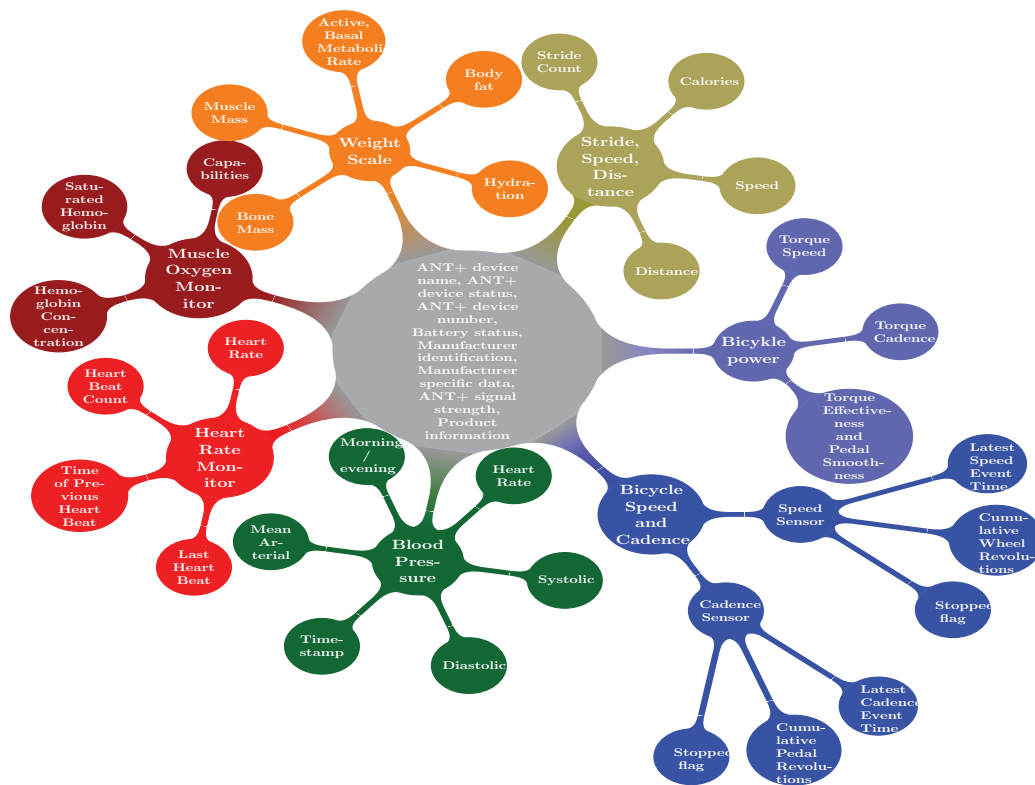 Active,
Basal
Metabolic
Rate
Body
fat
Muscle
Mass
Weight
Scale
Hydra-
tion
Bone
Mass
Stride
Count
Calories
Stride,
Speed,
Dis-
tance
Speed
Distance
Capa-
bilities
Satu-
rated
Hemo-
globin
Muscle
Oxygen
Mon-
itor
Hemo-
globin
Con-
cen-
tration
ANT+ device
name, ANT+
device status,
ANT+ device
number,
Battery status,
Manufacturer
identification,
Manufacturer
specific data,
ANT+ signal
strength,
Product
information
Torque
Speed
Bicykle
power
Torque
Cadence
Torque
Effective-
ness
and
Pedal
Smooth-
ness
Heart
Rate
Heart
Beat
Count
Heart
Rate
Mon-
itor
Time
of Pre-
vious
Heart
Beat
Last
Heart
Beat
Morning
/
evening
Heart
Rate
Mean
Ar-
terial
Blood
Pres-
sure
Systolic
Time-
stamp
Diastolic
Bicycle
Speed
and
Cadence
Speed
Sensor
Latest
Speed
Event
Time
Cumu-
lative
Wheel
Revolu-
tions
Stopped
flag
Cadence
Sensor
Latest
Cadence
Event
Time
Cumu-
lative
Pedal
Revolu-
tions
Stopped
flag